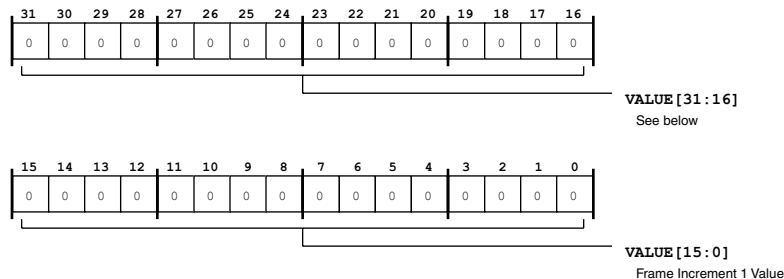 31 30 29 28 27 26 25 24 23 22 21 20 19 18 17 16
0 0 0 0 0 0 0 0 0 0 0 0 0 0 0 0
VALUE[31:16]
See below
15 14 13 12 11 10 9 8 7 6 5 4 3 2 1 0
0 0 0 0 0 0 0 0 0 0 0 0 0 0 0 0
VALUE[15:0]
Frame Increment 1 Value